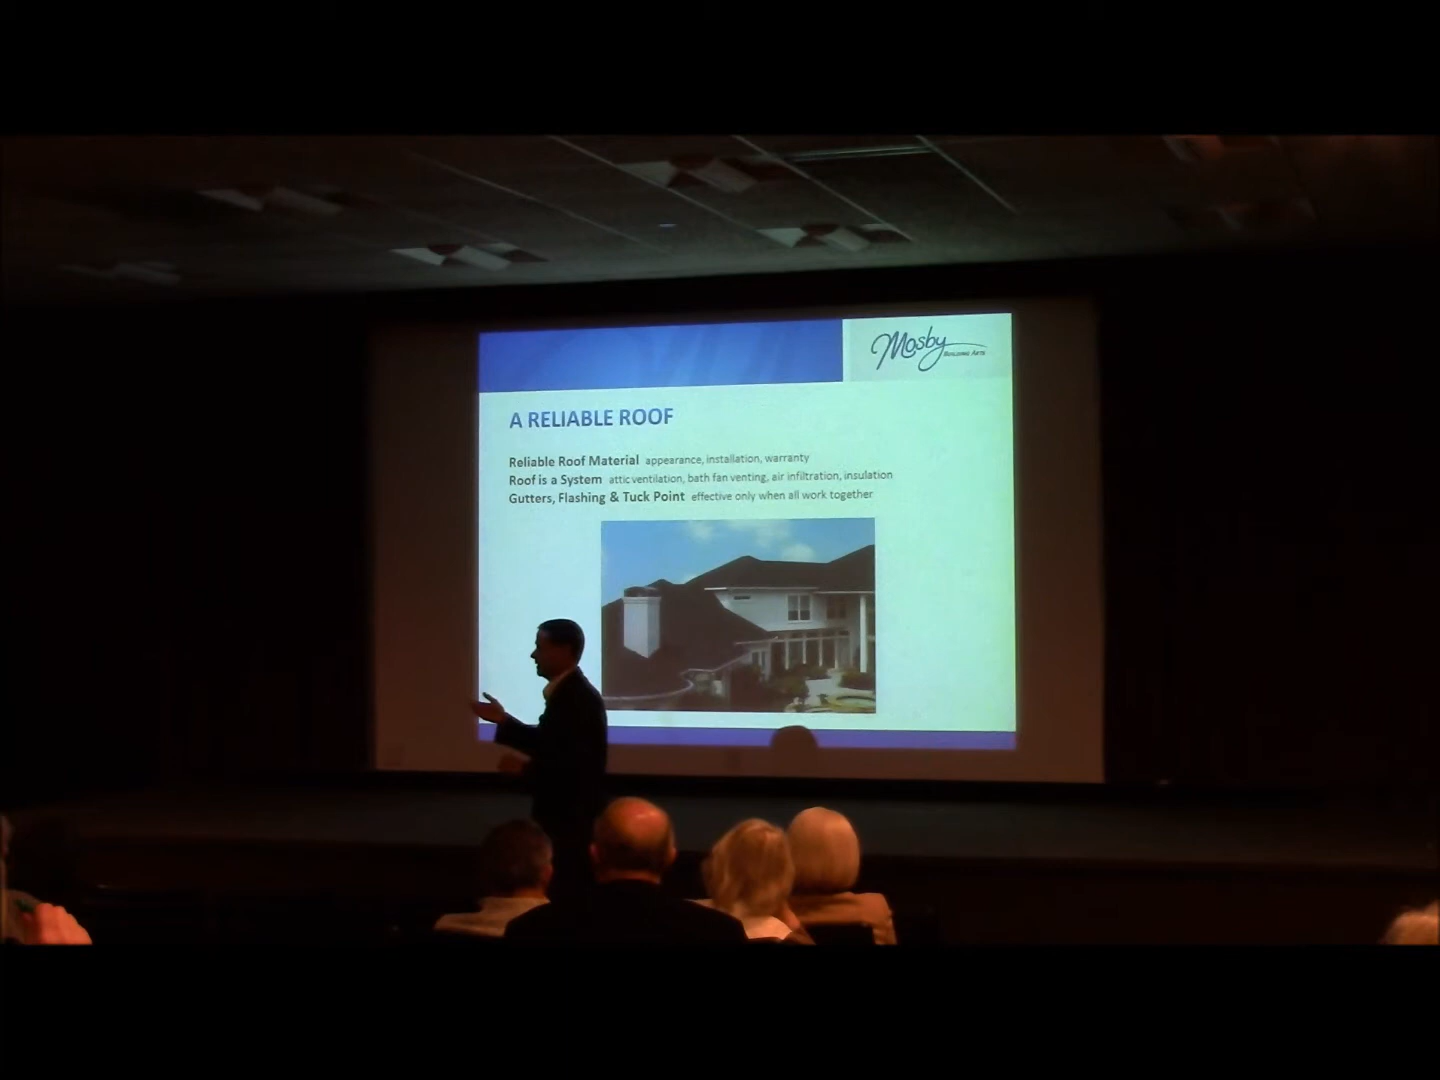 Mosby
BUILDING ARTS
A RELIABLE ROOF
Reliable Roof Material appearance, installation, warranty
Roof is a System attic ventilation, bath fan venting, air infiltration, insulation
Gutters, Flashing & Tuck Point effective only when all work together